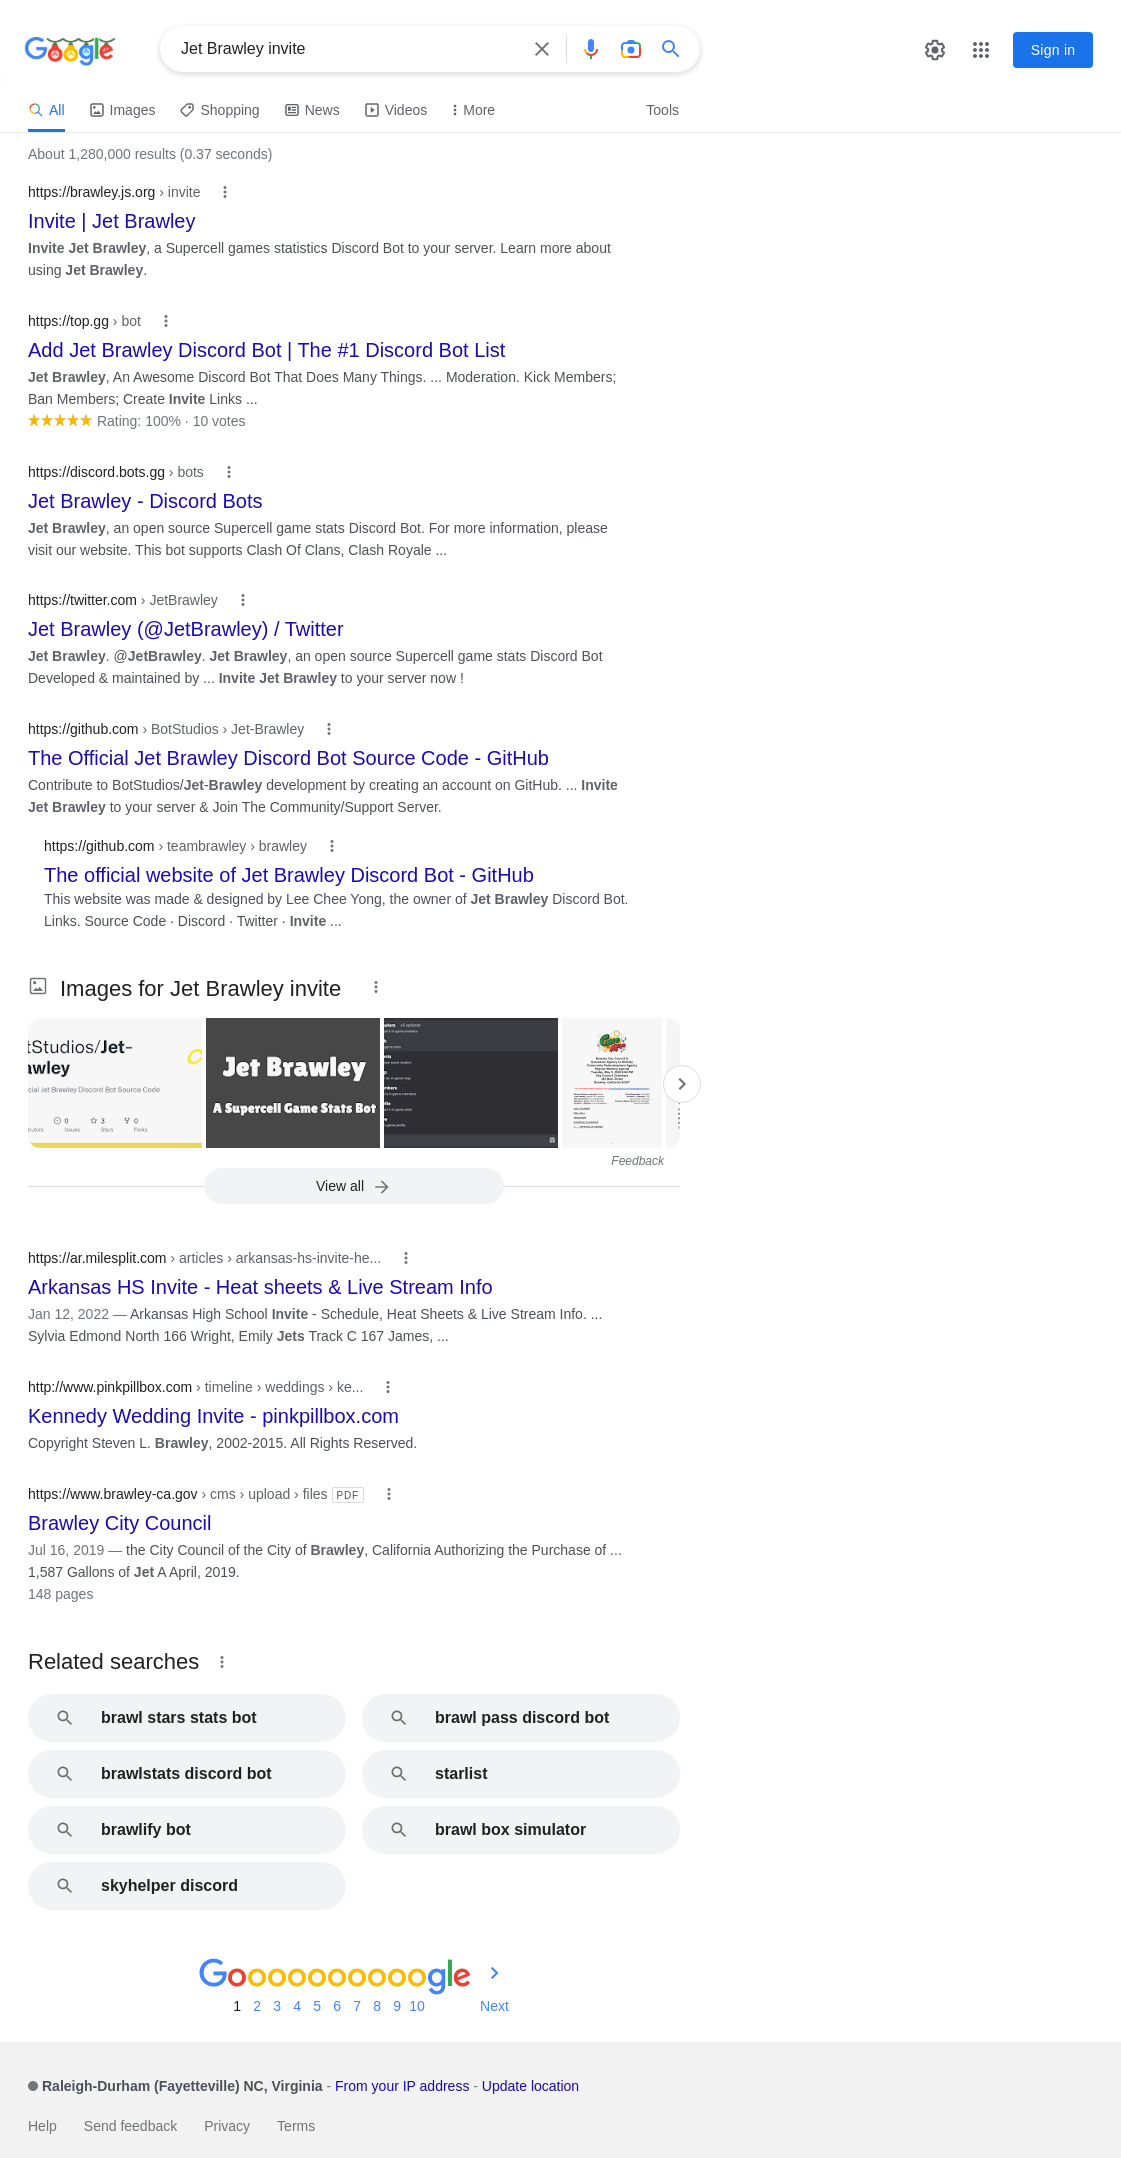 Google
Jet Brawley invite
Sign in
All
Images
Shopping
News
Videos
More
Tools
About 1,280,000 results (0.37 seconds)
https://brawley.js.org › invite
Invite | Jet Brawley
Invite Jet Brawley, a Supercell games statistics Discord Bot to your server. Learn more about
using Jet Brawley.
https://top.gg › bot
Add Jet Brawley Discord Bot | The #1 Discord Bot List
Jet Brawley, An Awesome Discord Bot That Does Many Things. ... Moderation. Kick Members;
Ban Members; Create Invite Links ...
Rating: 100% · 10 votes
https://discord.bots.gg › bots
Jet Brawley - Discord Bots
Jet Brawley, an open source Supercell game stats Discord Bot. For more information, please
visit our website. This bot supports Clash Of Clans, Clash Royale ...
https://twitter.com › JetBrawley
Jet Brawley (@JetBrawley) / Twitter
Jet Brawley. @JetBrawley. Jet Brawley, an open source Supercell game stats Discord Bot
Developed & maintained by ... Invite Jet Brawley to your server now !
https://github.com › BotStudios › Jet-Brawley
The Official Jet Brawley Discord Bot Source Code - GitHub
Contribute to BotStudios/Jet-Brawley development by creating an account on GitHub. ... Invite
Jet Brawley to your server & Join The Community/Support Server.
https://github.com › teambrawley › brawley
The official website of Jet Brawley Discord Bot - GitHub
This website was made & designed by Lee Chee Yong, the owner of Jet Brawley Discord Bot.
Links. Source Code · Discord · Twitter · Invite ...
Images for Jet Brawley invite
tStudios/Jet-
awley
cial Jet Brawley Discord Bot Source Code
0
3
0
Issues
Stars
Forks
Jet Brawley
A Supercell Game Stats Bot
Feedback
View all
https://ar.milesplit.com › articles › arkansas-hs-invite-he...
Arkansas HS Invite - Heat sheets & Live Stream Info
Jan 12, 2022 — Arkansas High School Invite - Schedule, Heat Sheets & Live Stream Info. ...
Sylvia Edmond North 166 Wright, Emily Jets Track C 167 James, ...
http://www.pinkpillbox.com › timeline › weddings › ke...
Kennedy Wedding Invite - pinkpillbox.com
Copyright Steven L. Brawley, 2002-2015. All Rights Reserved.
https://www.brawley-ca.gov › cms › upload › files PDF
Brawley City Council
Jul 16, 2019 — the City Council of the City of Brawley, California Authorizing the Purchase of ...
1,587 Gallons of Jet A April, 2019.
148 pages
Related searches
brawl stars stats bot
brawl pass discord bot
brawlstats discord bot
starlist
brawlify bot
brawl box simulator
skyhelper discord
Goooooooooogle
1 2 3 4 5 6 7 8 9 10 Next
Raleigh-Durham (Fayetteville) NC, Virginia - From your IP address - Update location
Help
Send feedback
Privacy
Terms